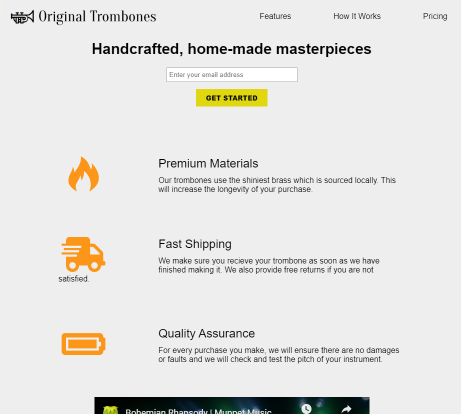 Original Trombones
Features
How It Works
Pricing
Handcrafted, home-made masterpieces
Enter your email address
GET STARTED
Premium Materials
Our trombones use the shiniest brass which is sourced locally. This
will increase the longevity of your purchase.
Fast Shipping
We make sure you recieve your trombone as soon as we have
finished making it. We also provide free returns if you are not
satisfied.
Quality Assurance
For every purchase you make, we will ensure there are no damages
or faults and we will check and test the pitch of your instrument.
Bohemian Rhapsody | Muppet Music